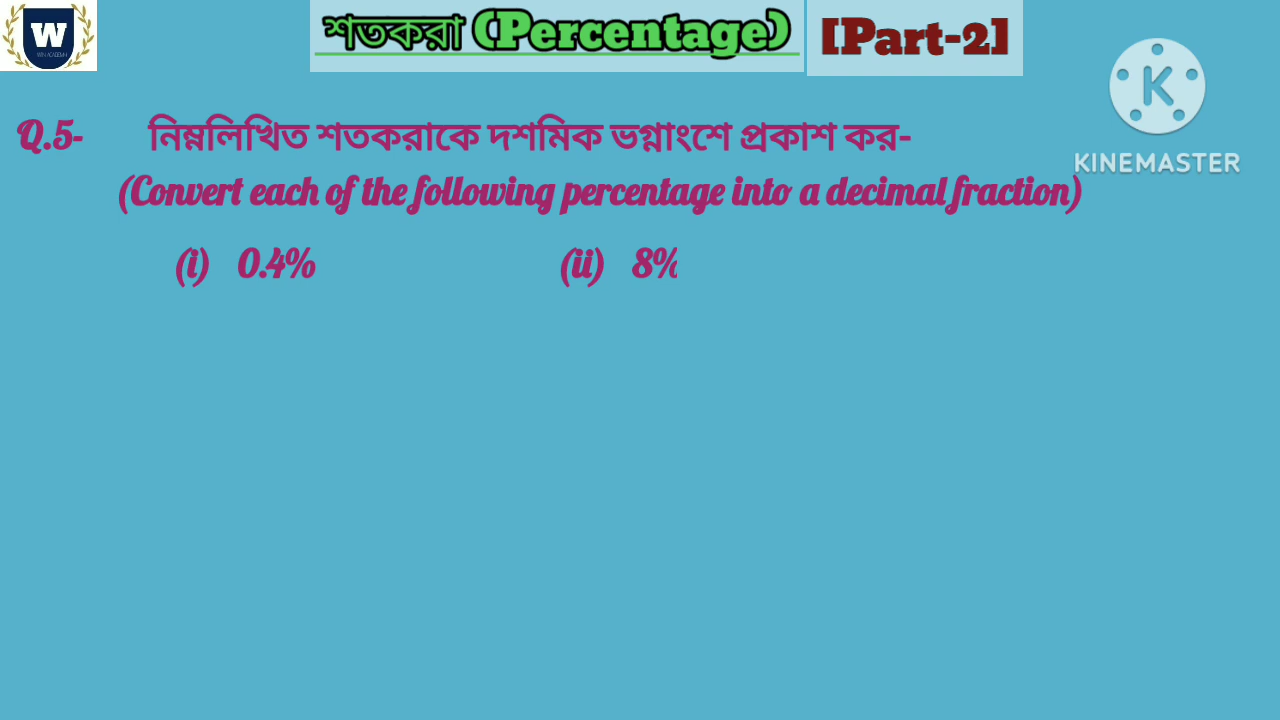 W
শতকরা (Percentage) [Part-2]
K
KINEMASTER
Q.5- নিম্নলিখিত শতকরাকে দশমিক ভগ্নাংশে প্রকাশ কর-
(Convert each of the following percentage into a decimal fraction)
(i) 0.4% (ii) 8%